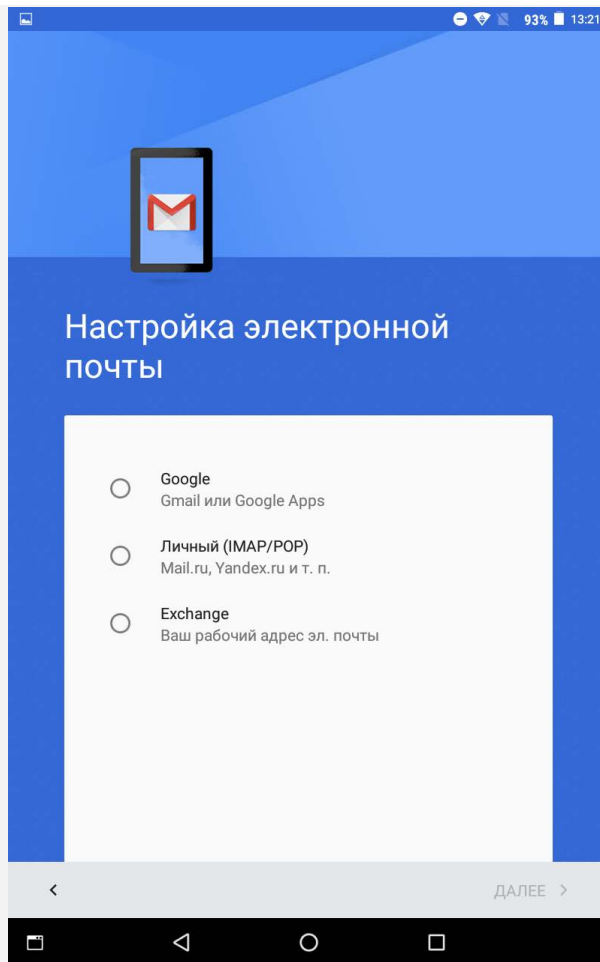 93% 13:21
Настройка электронной
почты
Google
Gmail или Google Apps
Личный (IMAP/POP)
Mail.ru, Yandex.ru и т. п.
Exchange
Ваш рабочий адрес эл. почты
ДАЛЕЕ